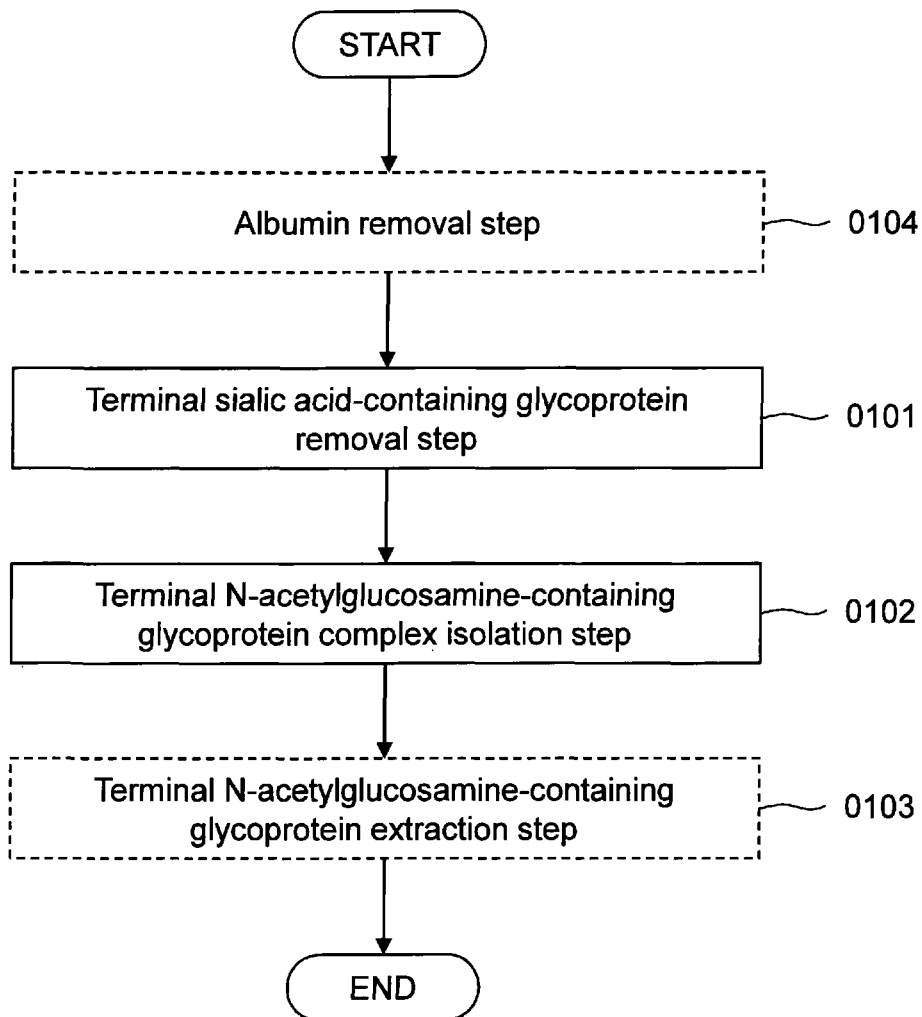 START
Albumin removal step
0104
Terminal sialic acid-containing glycoprotein
removal step
0101
Terminal N-acetylglucosamine-containing
glycoprotein complex isolation step
0102
Terminal N-acetylglucosamine-containing
glycoprotein extraction step
0103
END